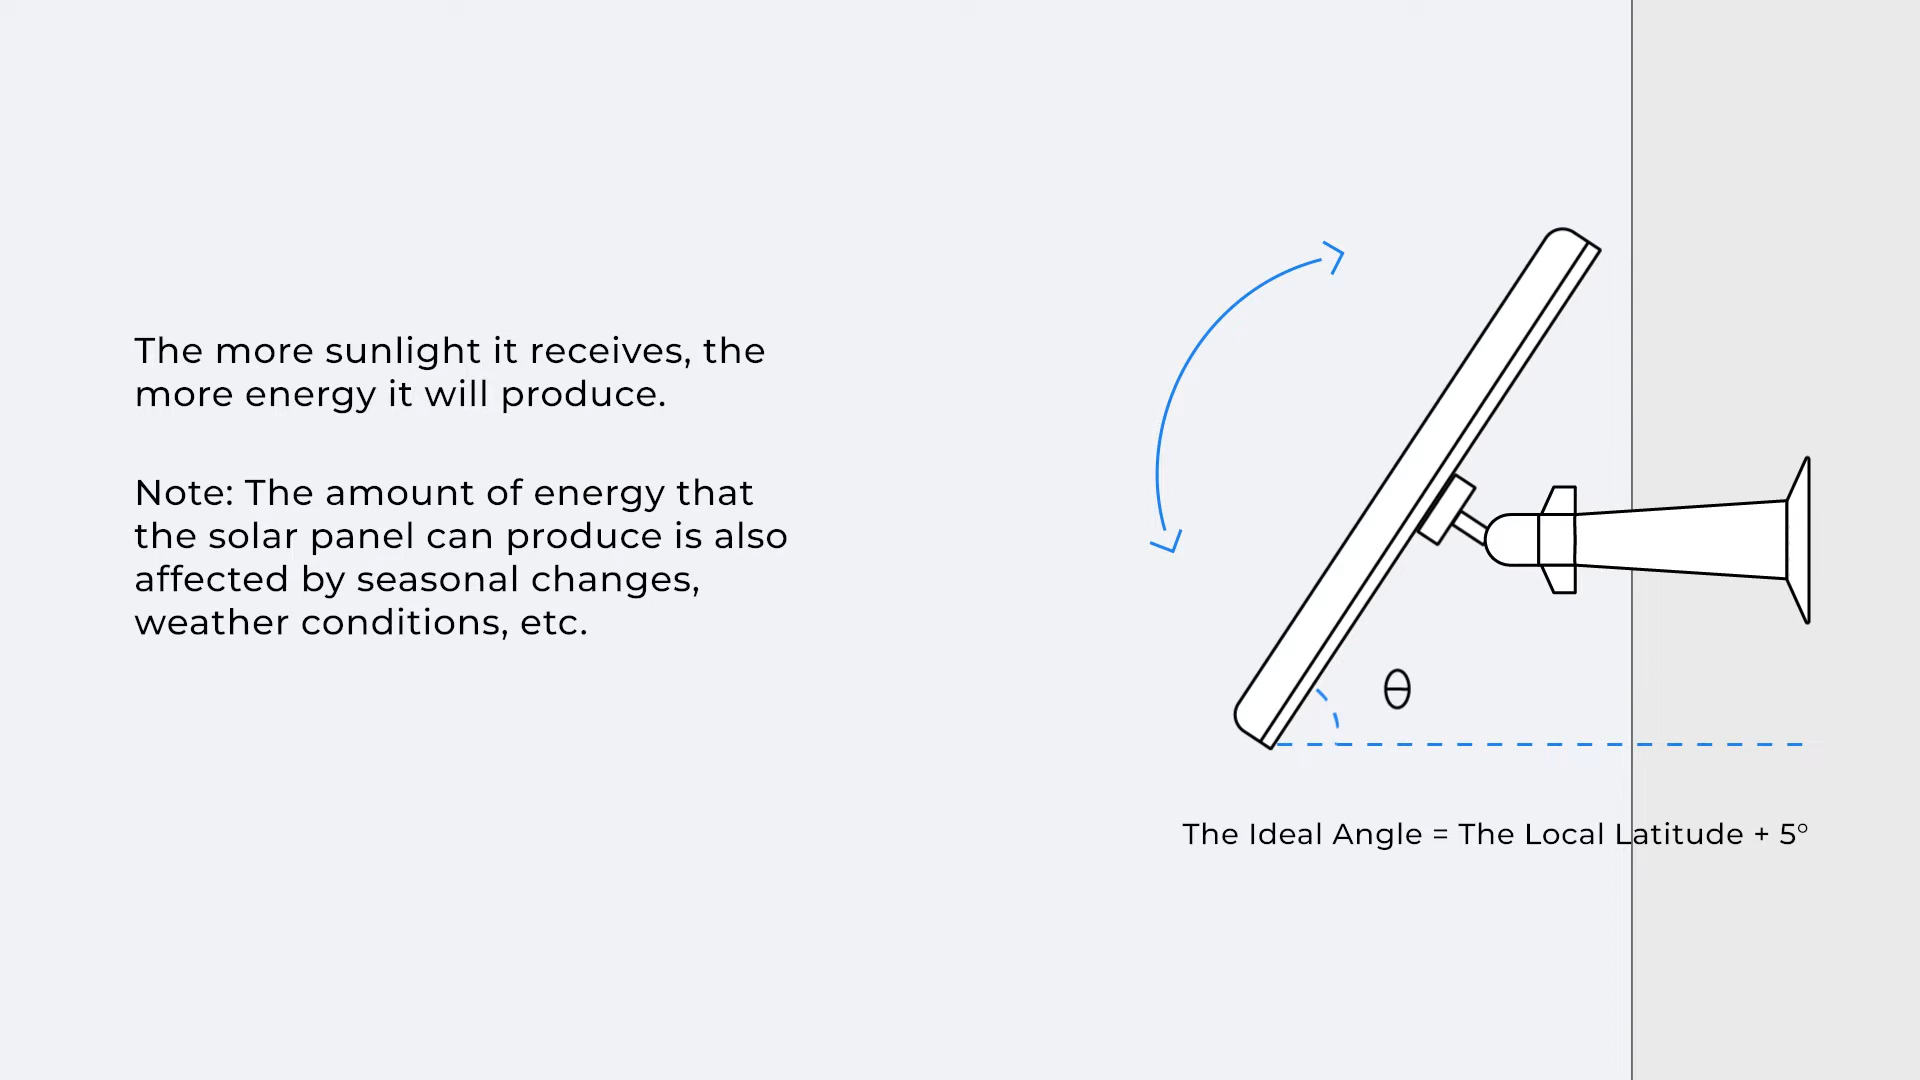 The more sunlight it receives, the
more energy it will produce.
Note: The amount of energy that
the solar panel can produce is also
affected by seasonal changes,
weather conditions, etc.
θ
The Ideal Angle = The Local Latitude + 5°